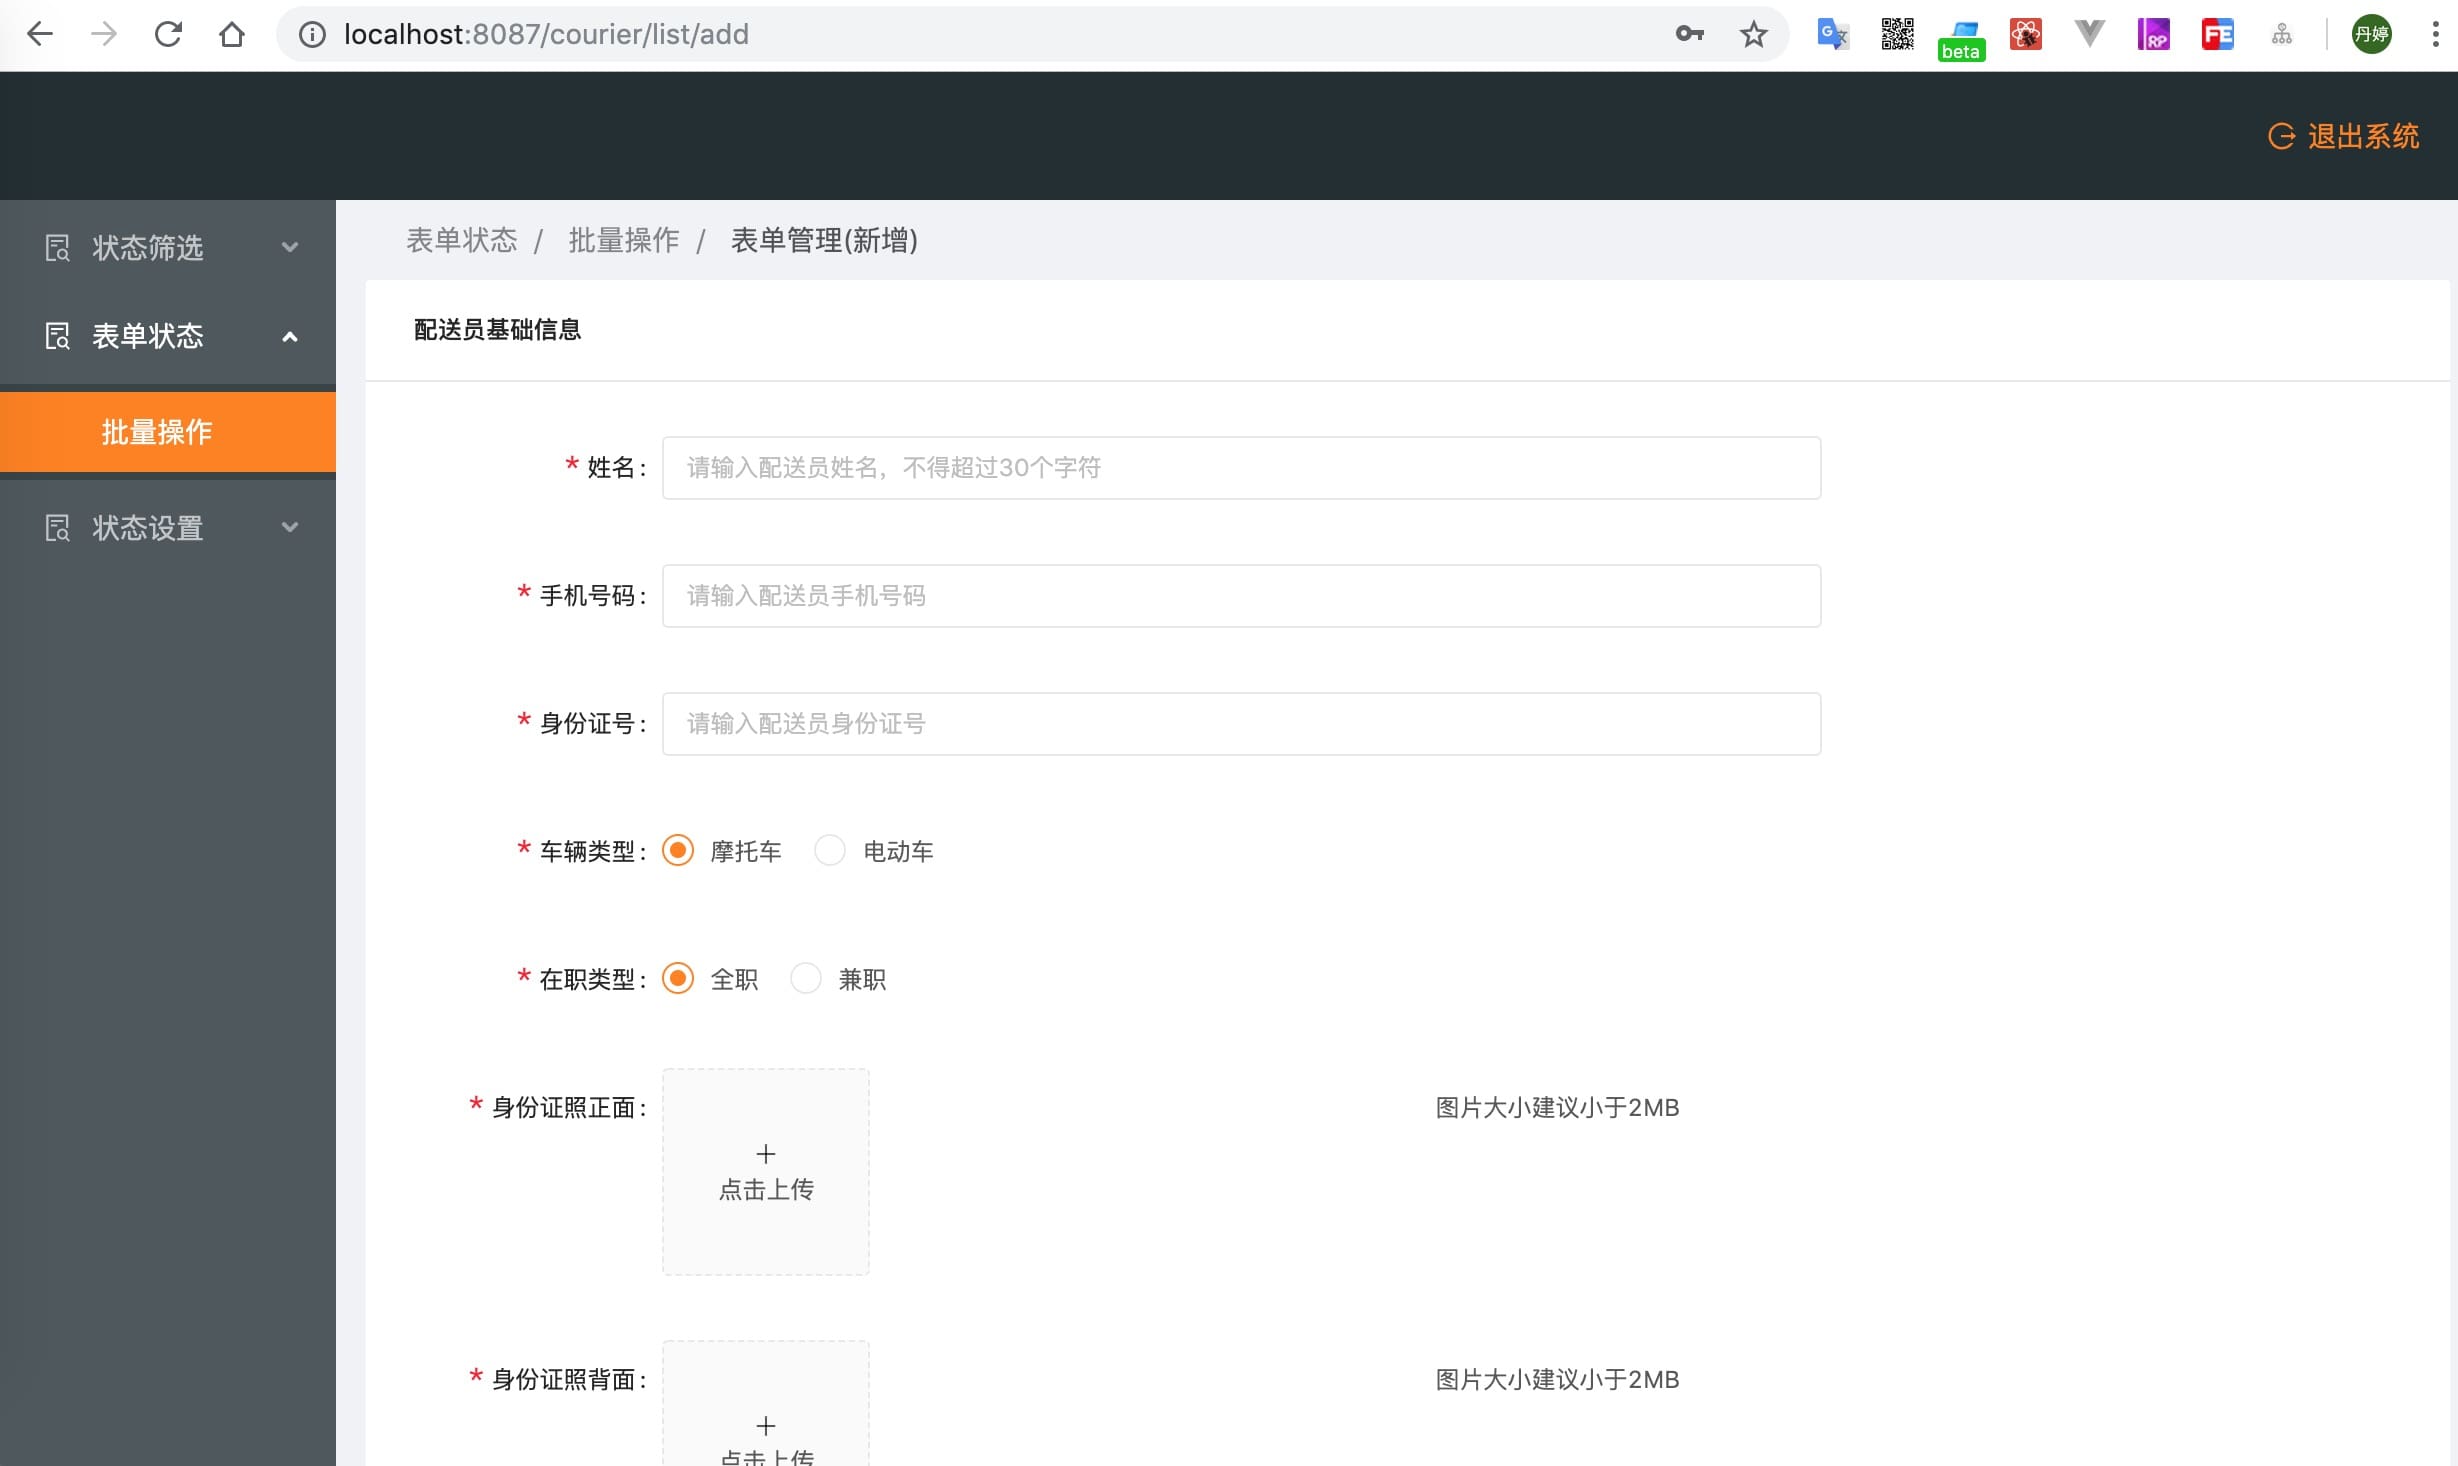 localhost:8087/courier/list/add
beta
丹婷
退出系统
状态筛选
表单状态
批量操作
状态设置
表单状态 / 批量操作 / 表单管理(新增)
配送员基础信息
* 姓名: 请输入配送员姓名，不得超过30个字符
* 手机号码: 请输入配送员手机号码
* 身份证号: 请输入配送员身份证号
* 车辆类型: 摩托车 电动车
* 在职类型: 全职 兼职
* 身份证照正面: 图片大小建议小于2MB
+
点击上传
* 身份证照背面: 图片大小建议小于2MB
+
点击上传